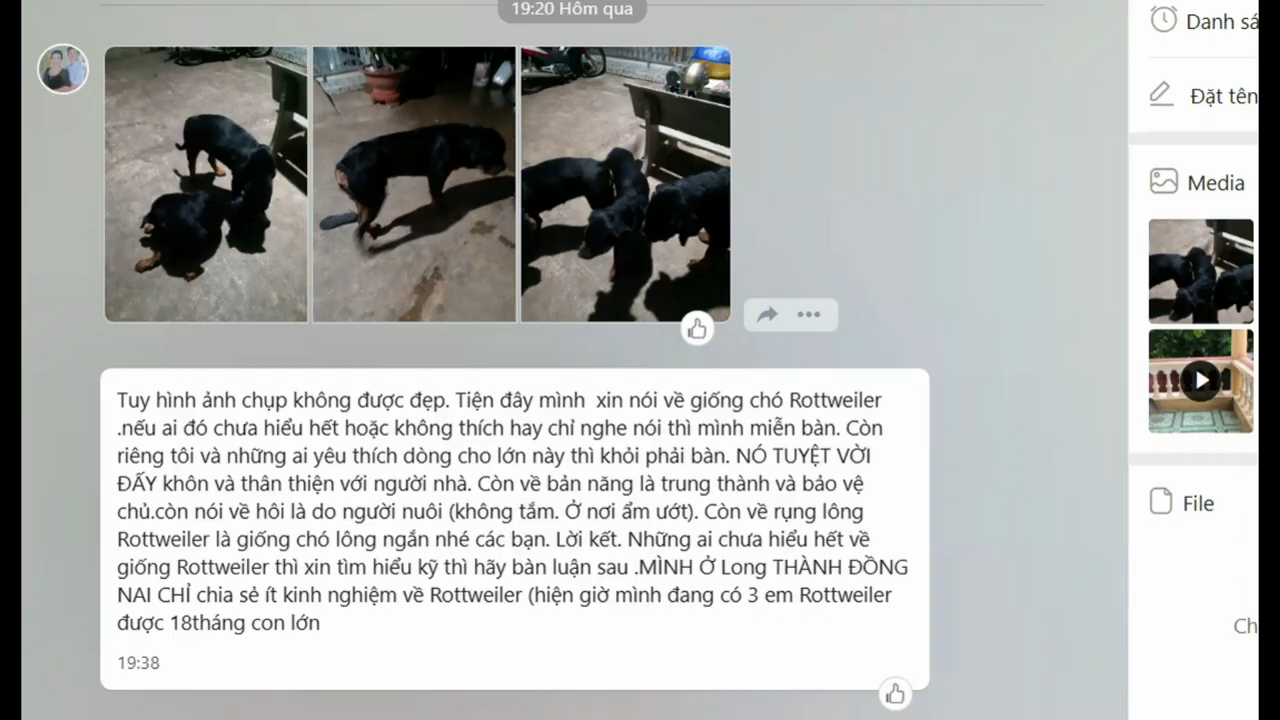 19:20 Hôm qua
Danh sá
Đặt tên
Media
Tuy hình ảnh chụp không được đẹp. Tiện đây mình  xin nói về giống chó Rottweiler
.nếu ai đó chưa hiểu hết hoặc không thích hay chỉ nghe nói thì mình miễn bàn. Còn
riêng tôi và những ai yêu thích dòng cho lớn này thì khỏi phải bàn. NÓ TUYỆT VỜI
ĐẤY khôn và thân thiện với người nhà. Còn về bản năng là trung thành và bảo vệ
chủ.còn nói về hôi là do người nuôi (không tắm. Ở nơi ẩm ướt). Còn về rụng lông
Rottweiler là giống chó lông ngắn nhé các bạn. Lời kết. Những ai chưa hiểu hết về
giống Rottweiler thì xin tìm hiểu kỹ thì hãy bàn luận sau .MÌNH Ở Long THÀNH ĐỒNG
NAI CHỈ chia sẻ ít kinh nghiệm về Rottweiler (hiện giờ mình đang có 3 em Rottweiler
được 18tháng con lớn
19:38
File
Ch